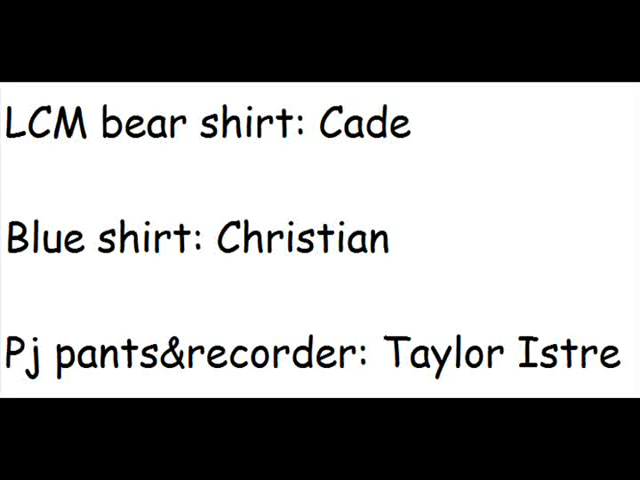 LCM bear shirt: Cade
Blue shirt: Christian
Pj pants&recorder: Taylor Istre